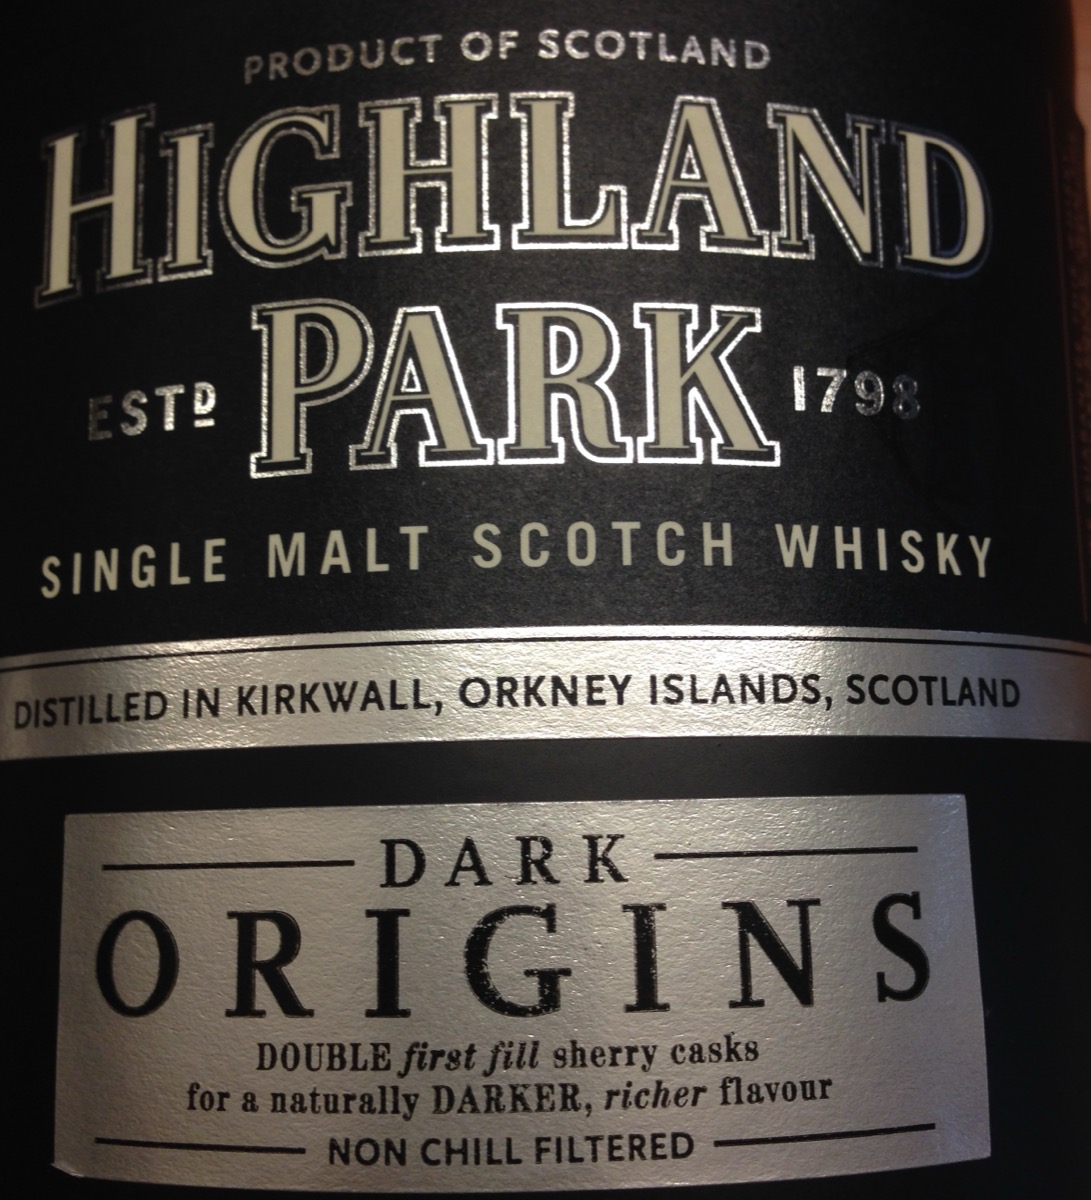 PRODUCT OF SCOTLAND
HIGHLAND
PARK
ESTD 1798
SINGLE MALT SCOTCH WHISKY
DISTILLED IN KIRKWALL, ORKNEY ISLANDS, SCOTLAND
DARK
ORIGINS
DOUBLE first fill sherry casks
for a naturally DARKER, richer flavour
NON CHILL FILTERED